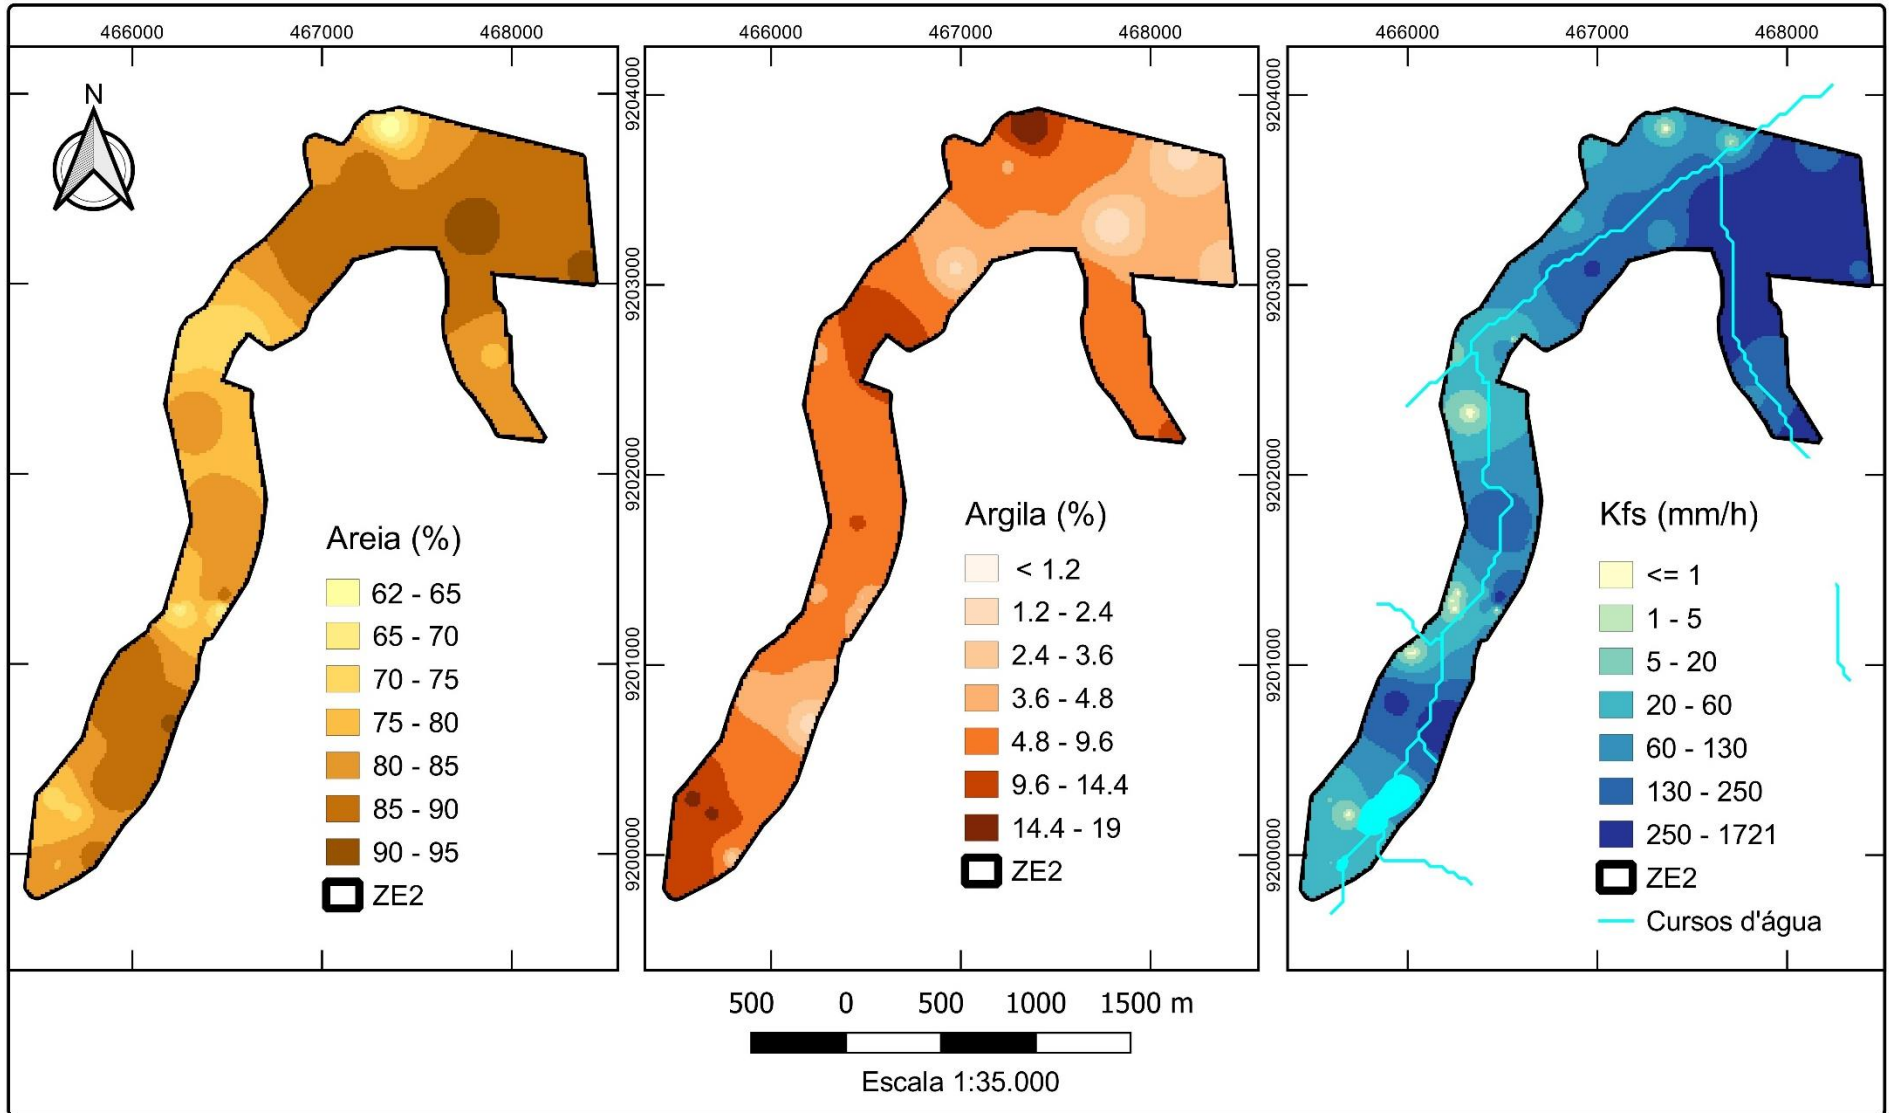 466000 467000 468000
466000 467000 468000
466000 467000 468000
N
9204000
9203000
9202000
9201000
9200000
9204000
9203000
9202000
9201000
9200000
Areia (%)
62 - 65
65 - 70
70 - 75
75 - 80
80 - 85
85 - 90
90 - 95
ZE2
Argila (%)
< 1.2
1.2 - 2.4
2.4 - 3.6
3.6 - 4.8
4.8 - 9.6
9.6 - 14.4
14.4 - 19
ZE2
Kfs (mm/h)
<= 1
1 - 5
5 - 20
20 - 60
60 - 130
130 - 250
250 - 1721
ZE2
Cursos d'água
500 0 500 1000 1500 m
Escala 1:35.000